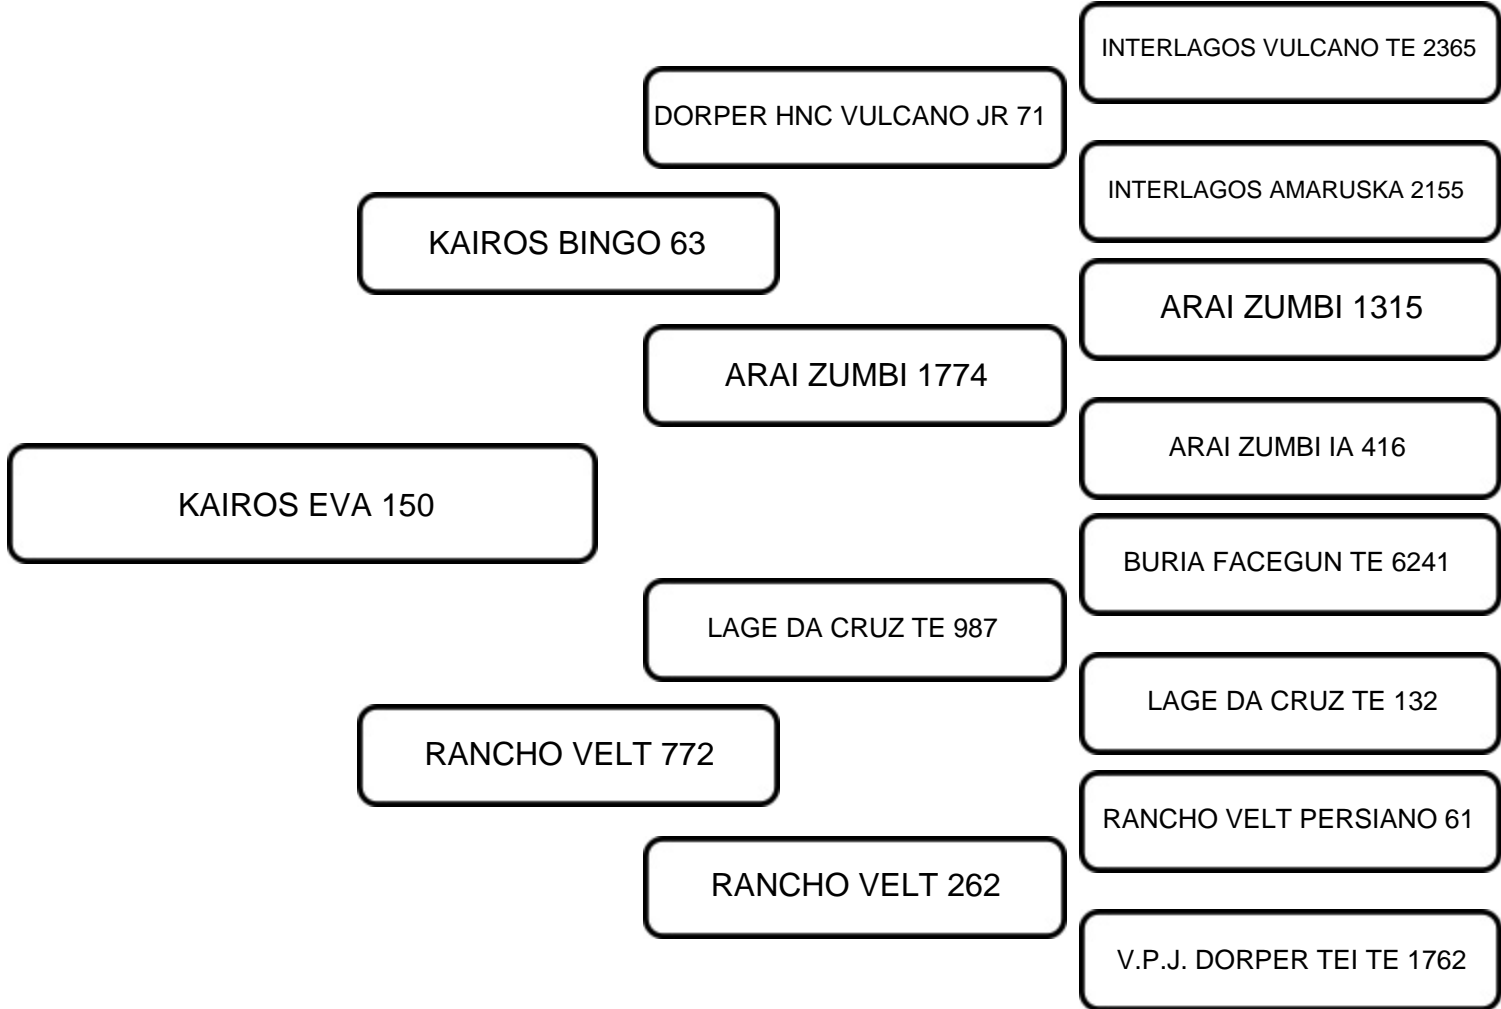 INTERLAGOS VULCANO TE 2365
DORPER HNC VULCANO JR 71
INTERLAGOS AMARUSKA 2155
KAIROS BINGO 63
ARAI ZUMBI 1315
ARAI ZUMBI 1774
ARAI ZUMBI IA 416
KAIROS EVA 150
BURIA FACEGUN TE 6241
LAGE DA CRUZ TE 987
LAGE DA CRUZ TE 132
RANCHO VELT 772
RANCHO VELT PERSIANO 61
RANCHO VELT 262
V.P.J. DORPER TEI TE 1762